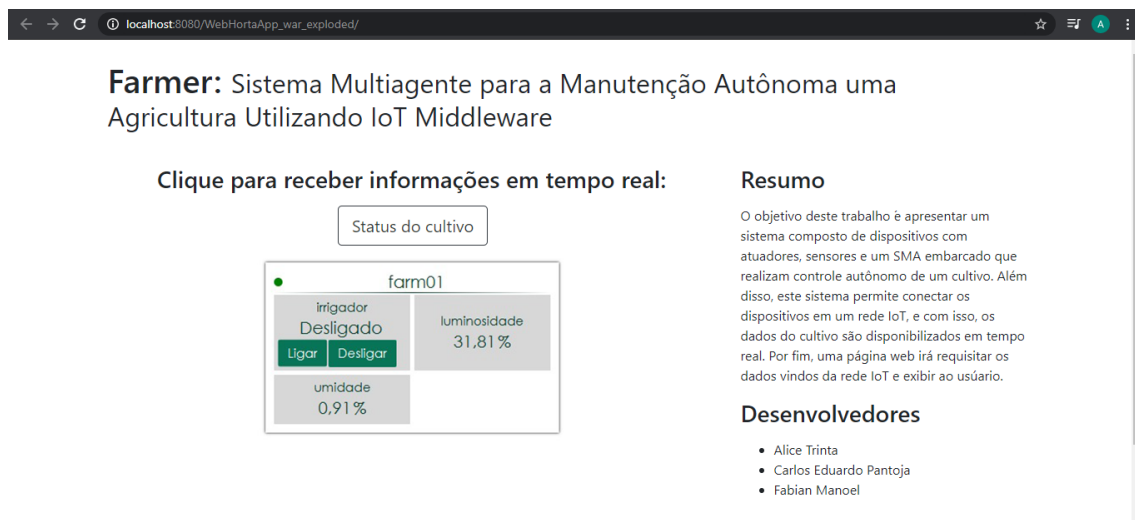 localhost:8080/WebHortaApp_war_exploded/
A
Farmer: Sistema Multiagente para a Manutenção Autônoma uma
Agricultura Utilizando IoT Middleware
Clique para receber informações em tempo real:
Status do cultivo
farm01
irrigador
Desligado
Ligar Desligar
luminosidade
31,81%
umidade
0,91%
Resumo
O objetivo deste trabalho é apresentar um
sistema composto de dispositivos com
atuadores, sensores e um SMA embarcado que
realizam controle autônomo de um cultivo. Além
disso, este sistema permite conectar os
dispositivos em um rede IoT, e com isso, os
dados do cultivo são disponibilizados em tempo
real. Por fim, uma página web irá requisitar os
dados vindos da rede IoT e exibir ao usúario.
Desenvolvedores
Alice Trinta
Carlos Eduardo Pantoja
Fabian Manoel